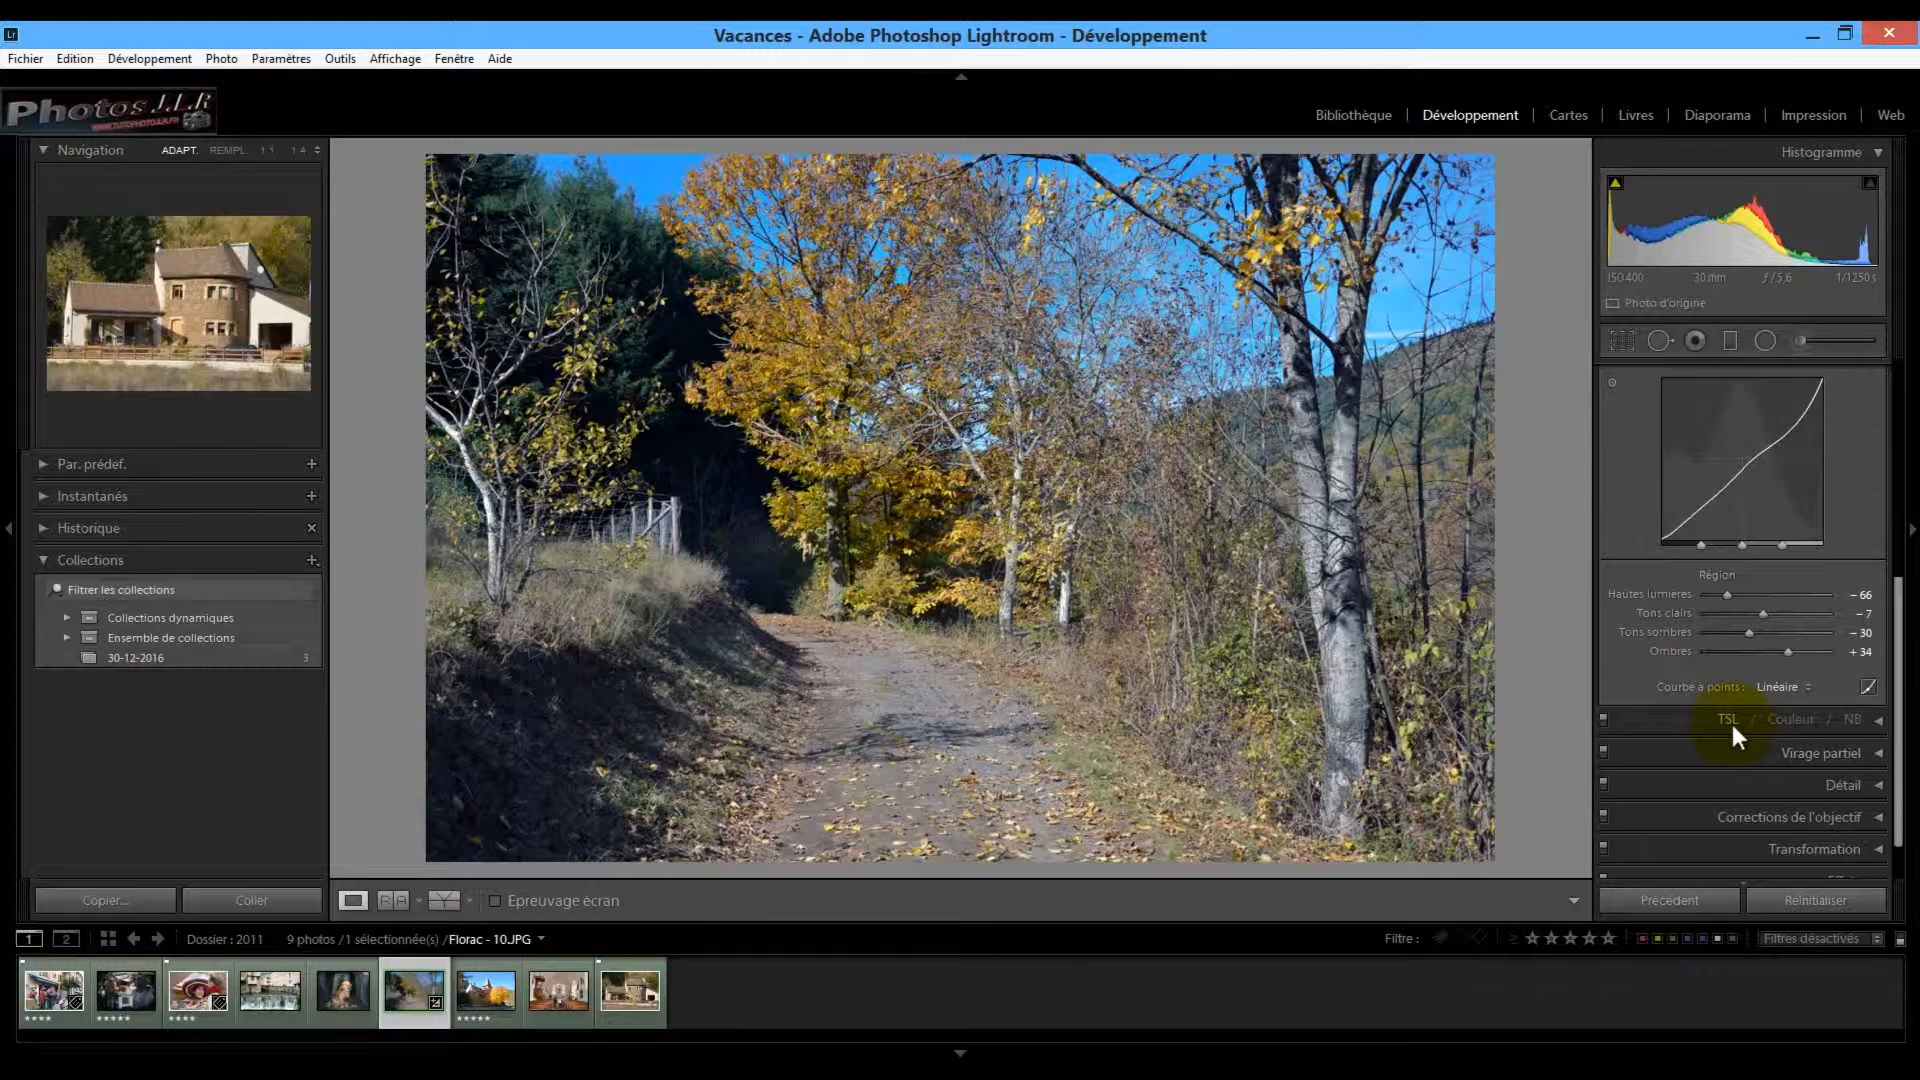 Vacances - Adobe Photoshop Lightroom - Développement
Fichier Edition Développement Photo Paramètres Outils Affichage Fenêtre Aide
Photos J.L.R
WWW.TUTOPHOTOJLR.FR
Bibliothèque | Développement | Cartes | Livres | Diaporama | Impression | Web
Navigation ADAPT. REMPL. 1:1 1:4
Histogramme
ISO 400 30 mm ƒ / 5,6 1/1250 s
Photo d'origine
Par. prédef.
Instantanés
Historique
Collections
Filtrer les collections
Collections dynamiques
Ensemble de collections
30-12-2016 3
Région
Hautes lumières - 66
Tons clairs - 7
Tons sombres - 30
Ombres + 34
Courbe à points : Linéaire
TSL / Couleur / NB
Virage partiel
Détail
Corrections de l'objectif
Transformation
Copier... Coller
R A Y Epreuvage écran
Précédent Réinitialiser
1 2 Dossier : 2011 9 photos /1 sélectionnée(s) /Florac - 10.JPG
Filtre : Filtres désactivés